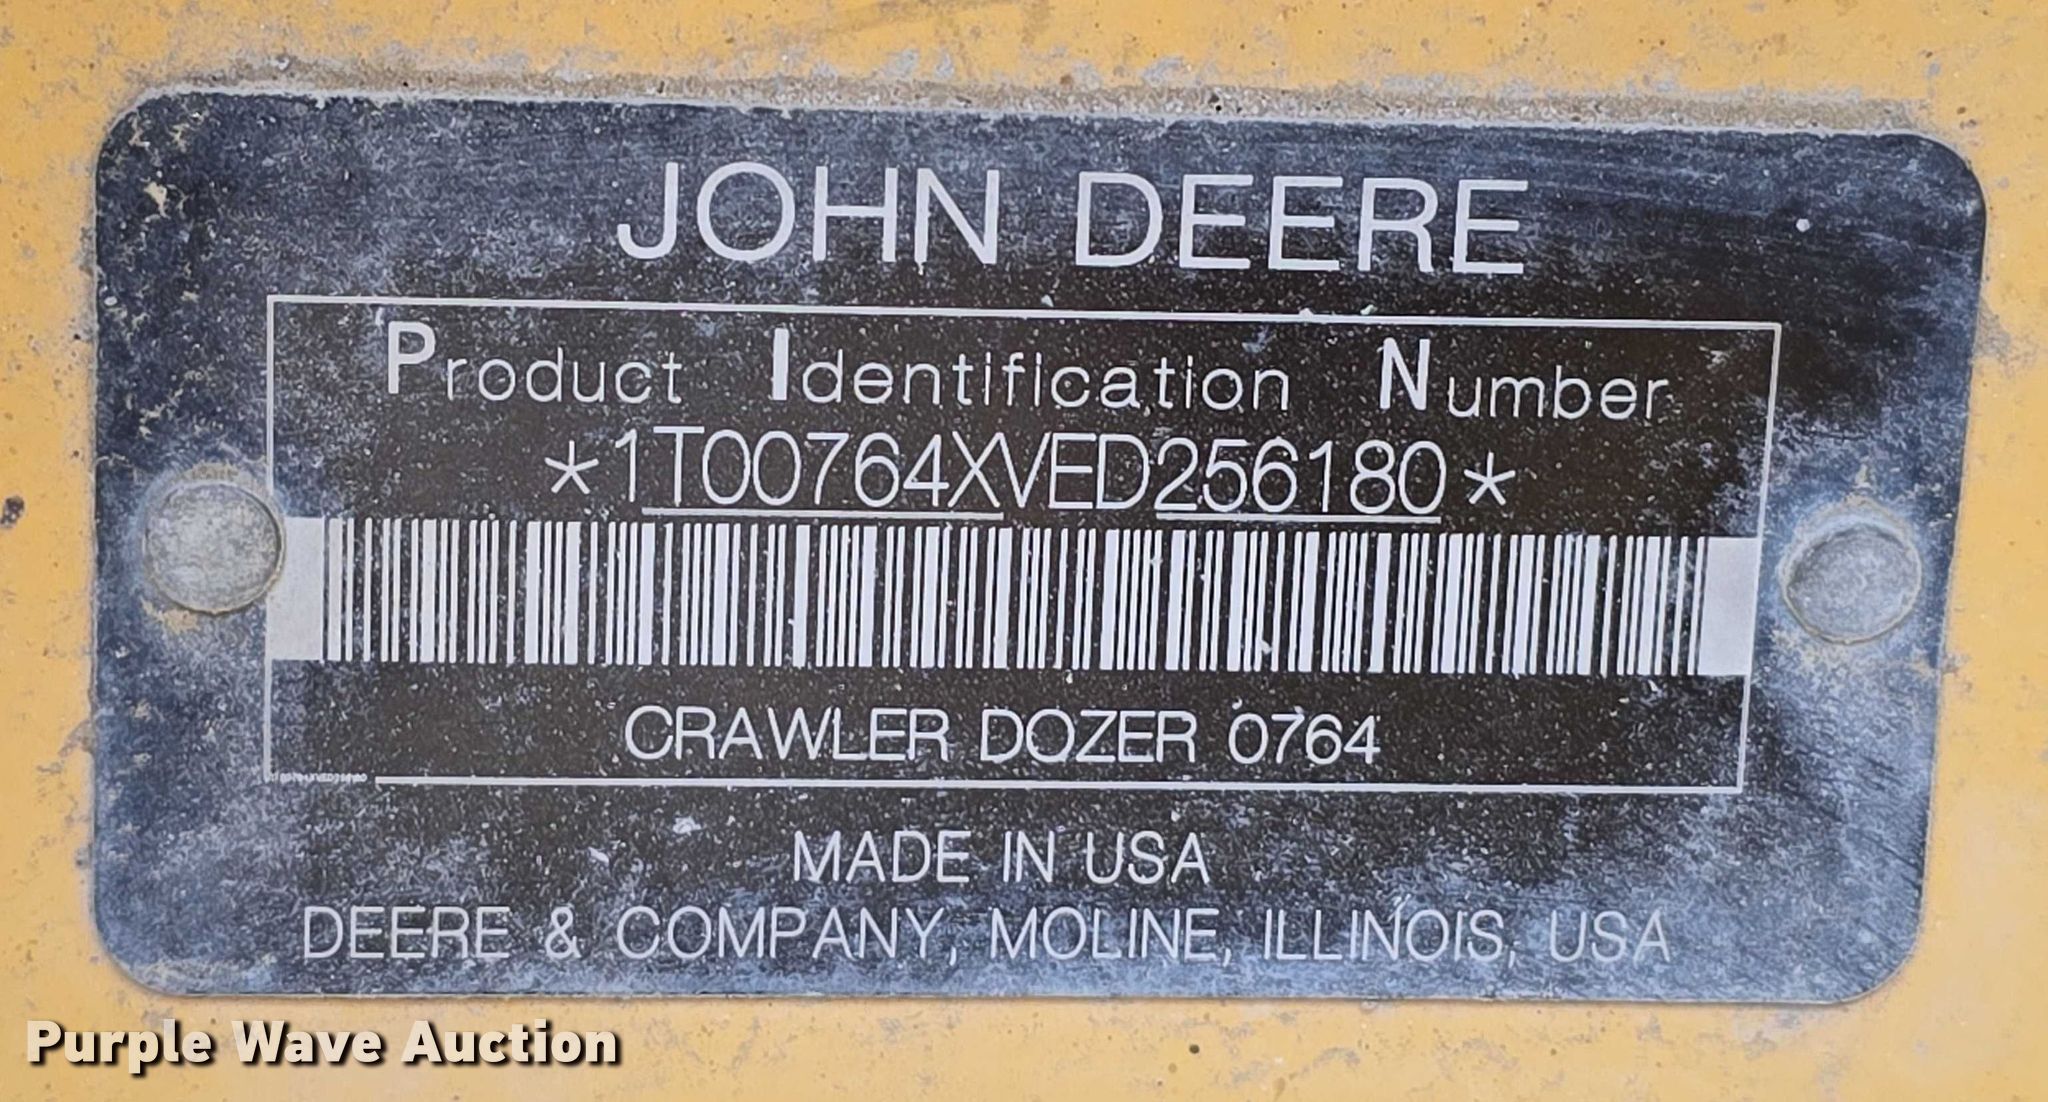 JOHN DEERE
Product Identification Number
*1T00764XVED256180*
CRAWLER DOZER 0764
MADE IN USA
DEERE & COMPANY, MOLINE, ILLINOIS, USA
Purple Wave Auction